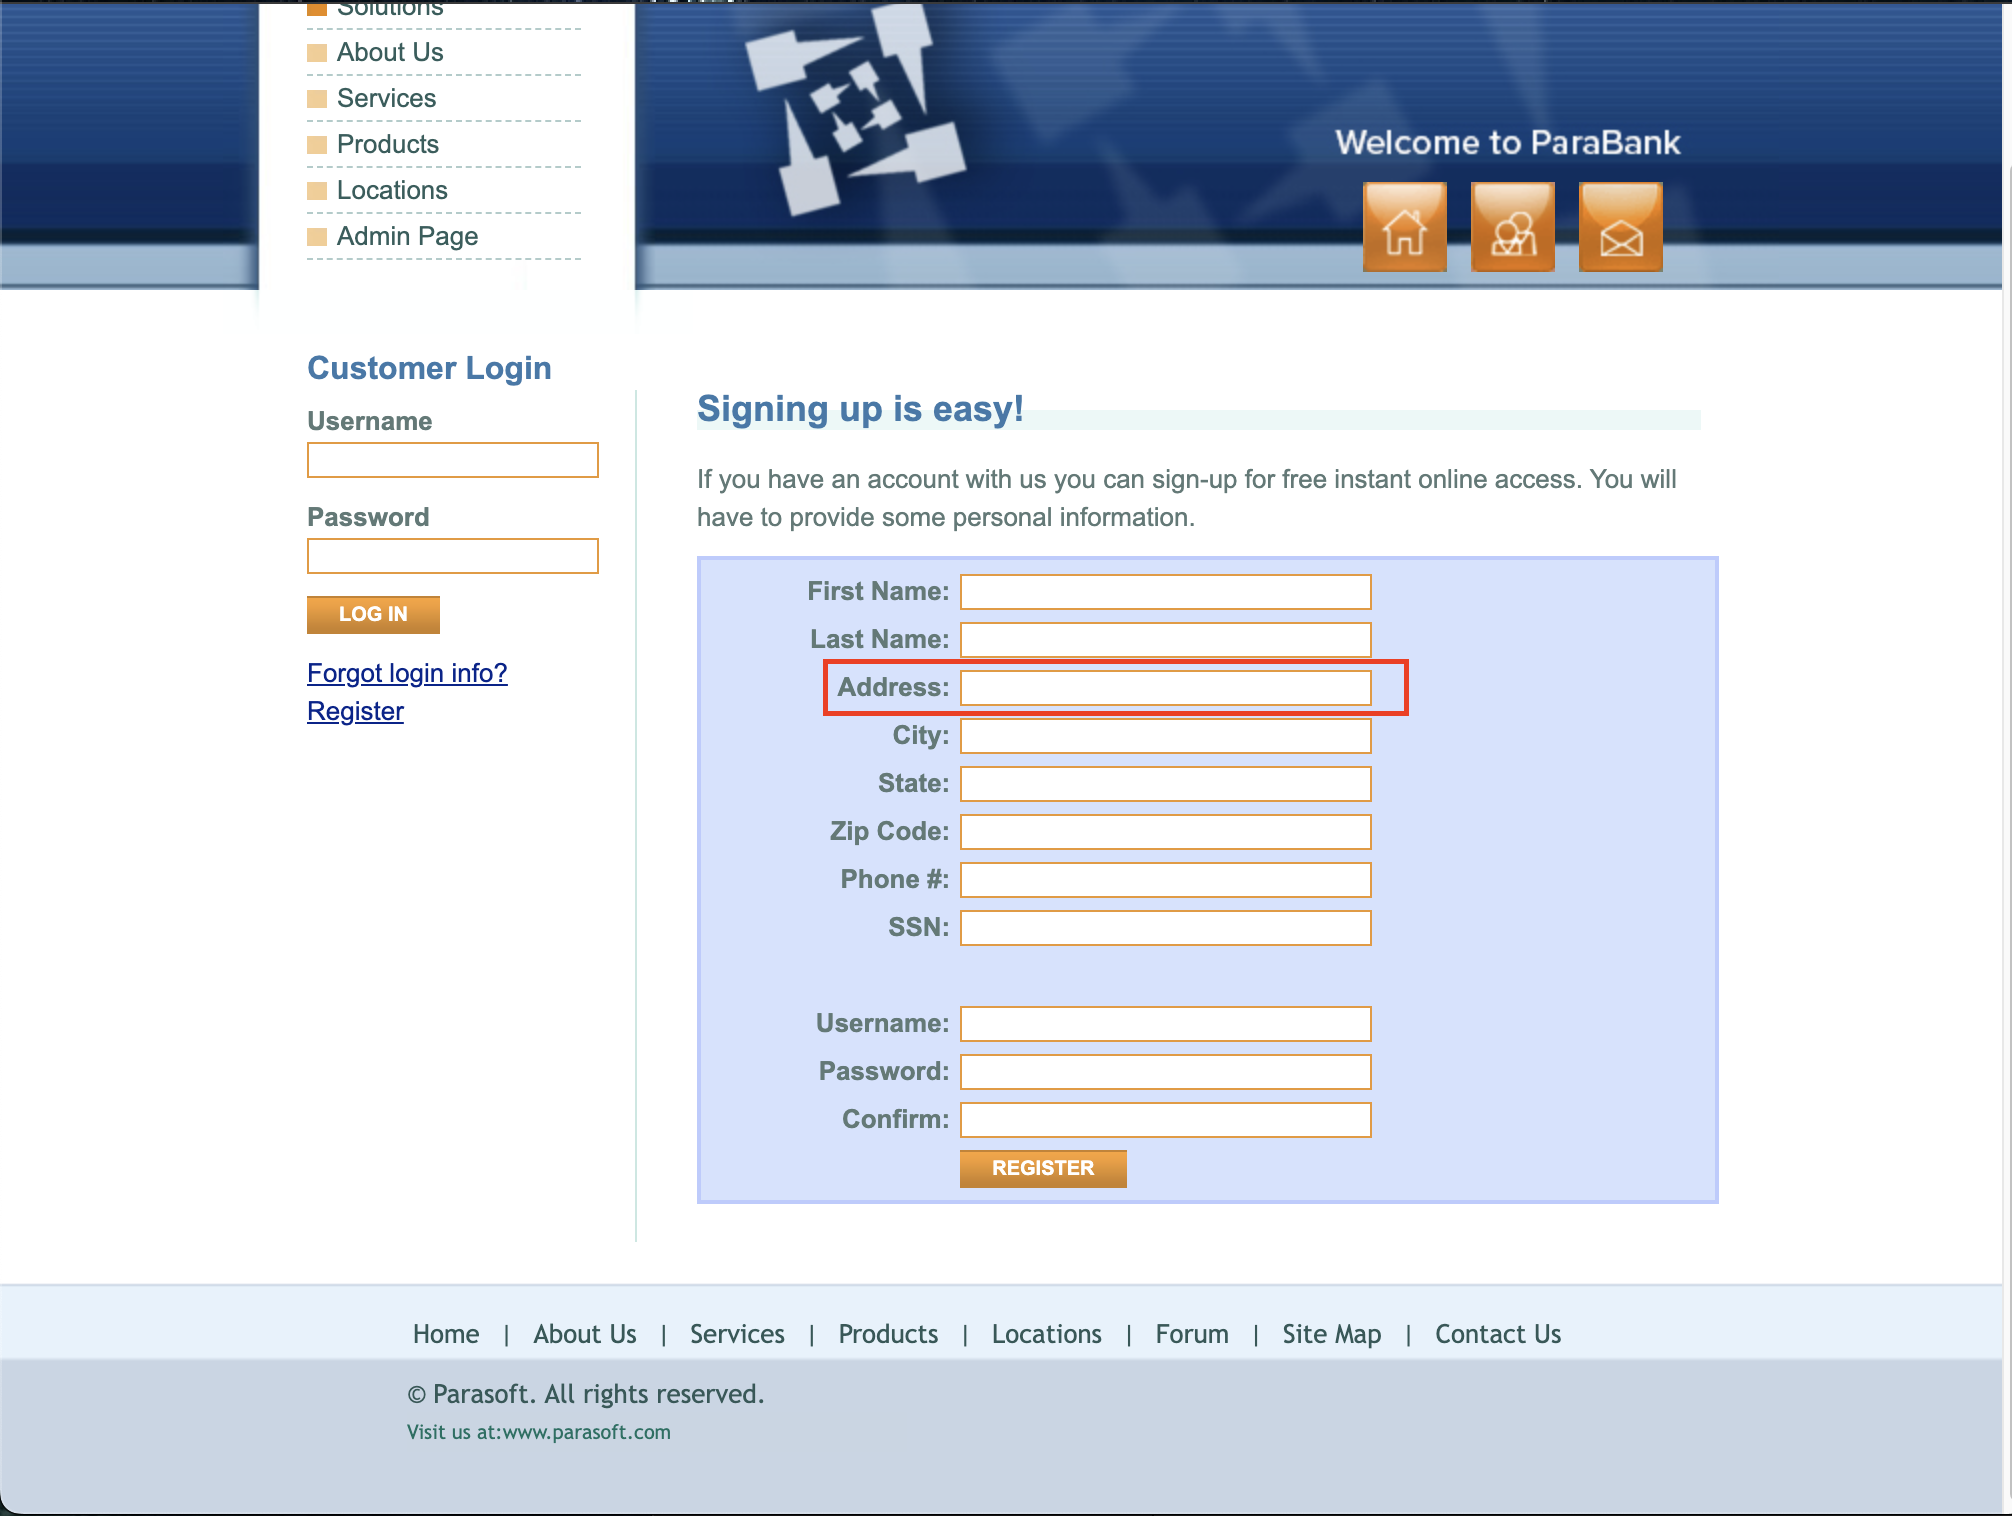 Solutions
About Us
Services
Products
Locations
Admin Page
Welcome to ParaBank
Customer Login
Username
Password
LOG IN
Forgot login info?
Register
Signing up is easy!
If you have an account with us you can sign-up for free instant online access. You will
have to provide some personal information.
First Name:
Last Name:
Address:
City:
State:
Zip Code:
Phone #:
SSN:
Username:
Password:
Confirm:
REGISTER
Home | About Us | Services | Products | Locations | Forum | Site Map | Contact Us
© Parasoft. All rights reserved.
Visit us at:www.parasoft.com